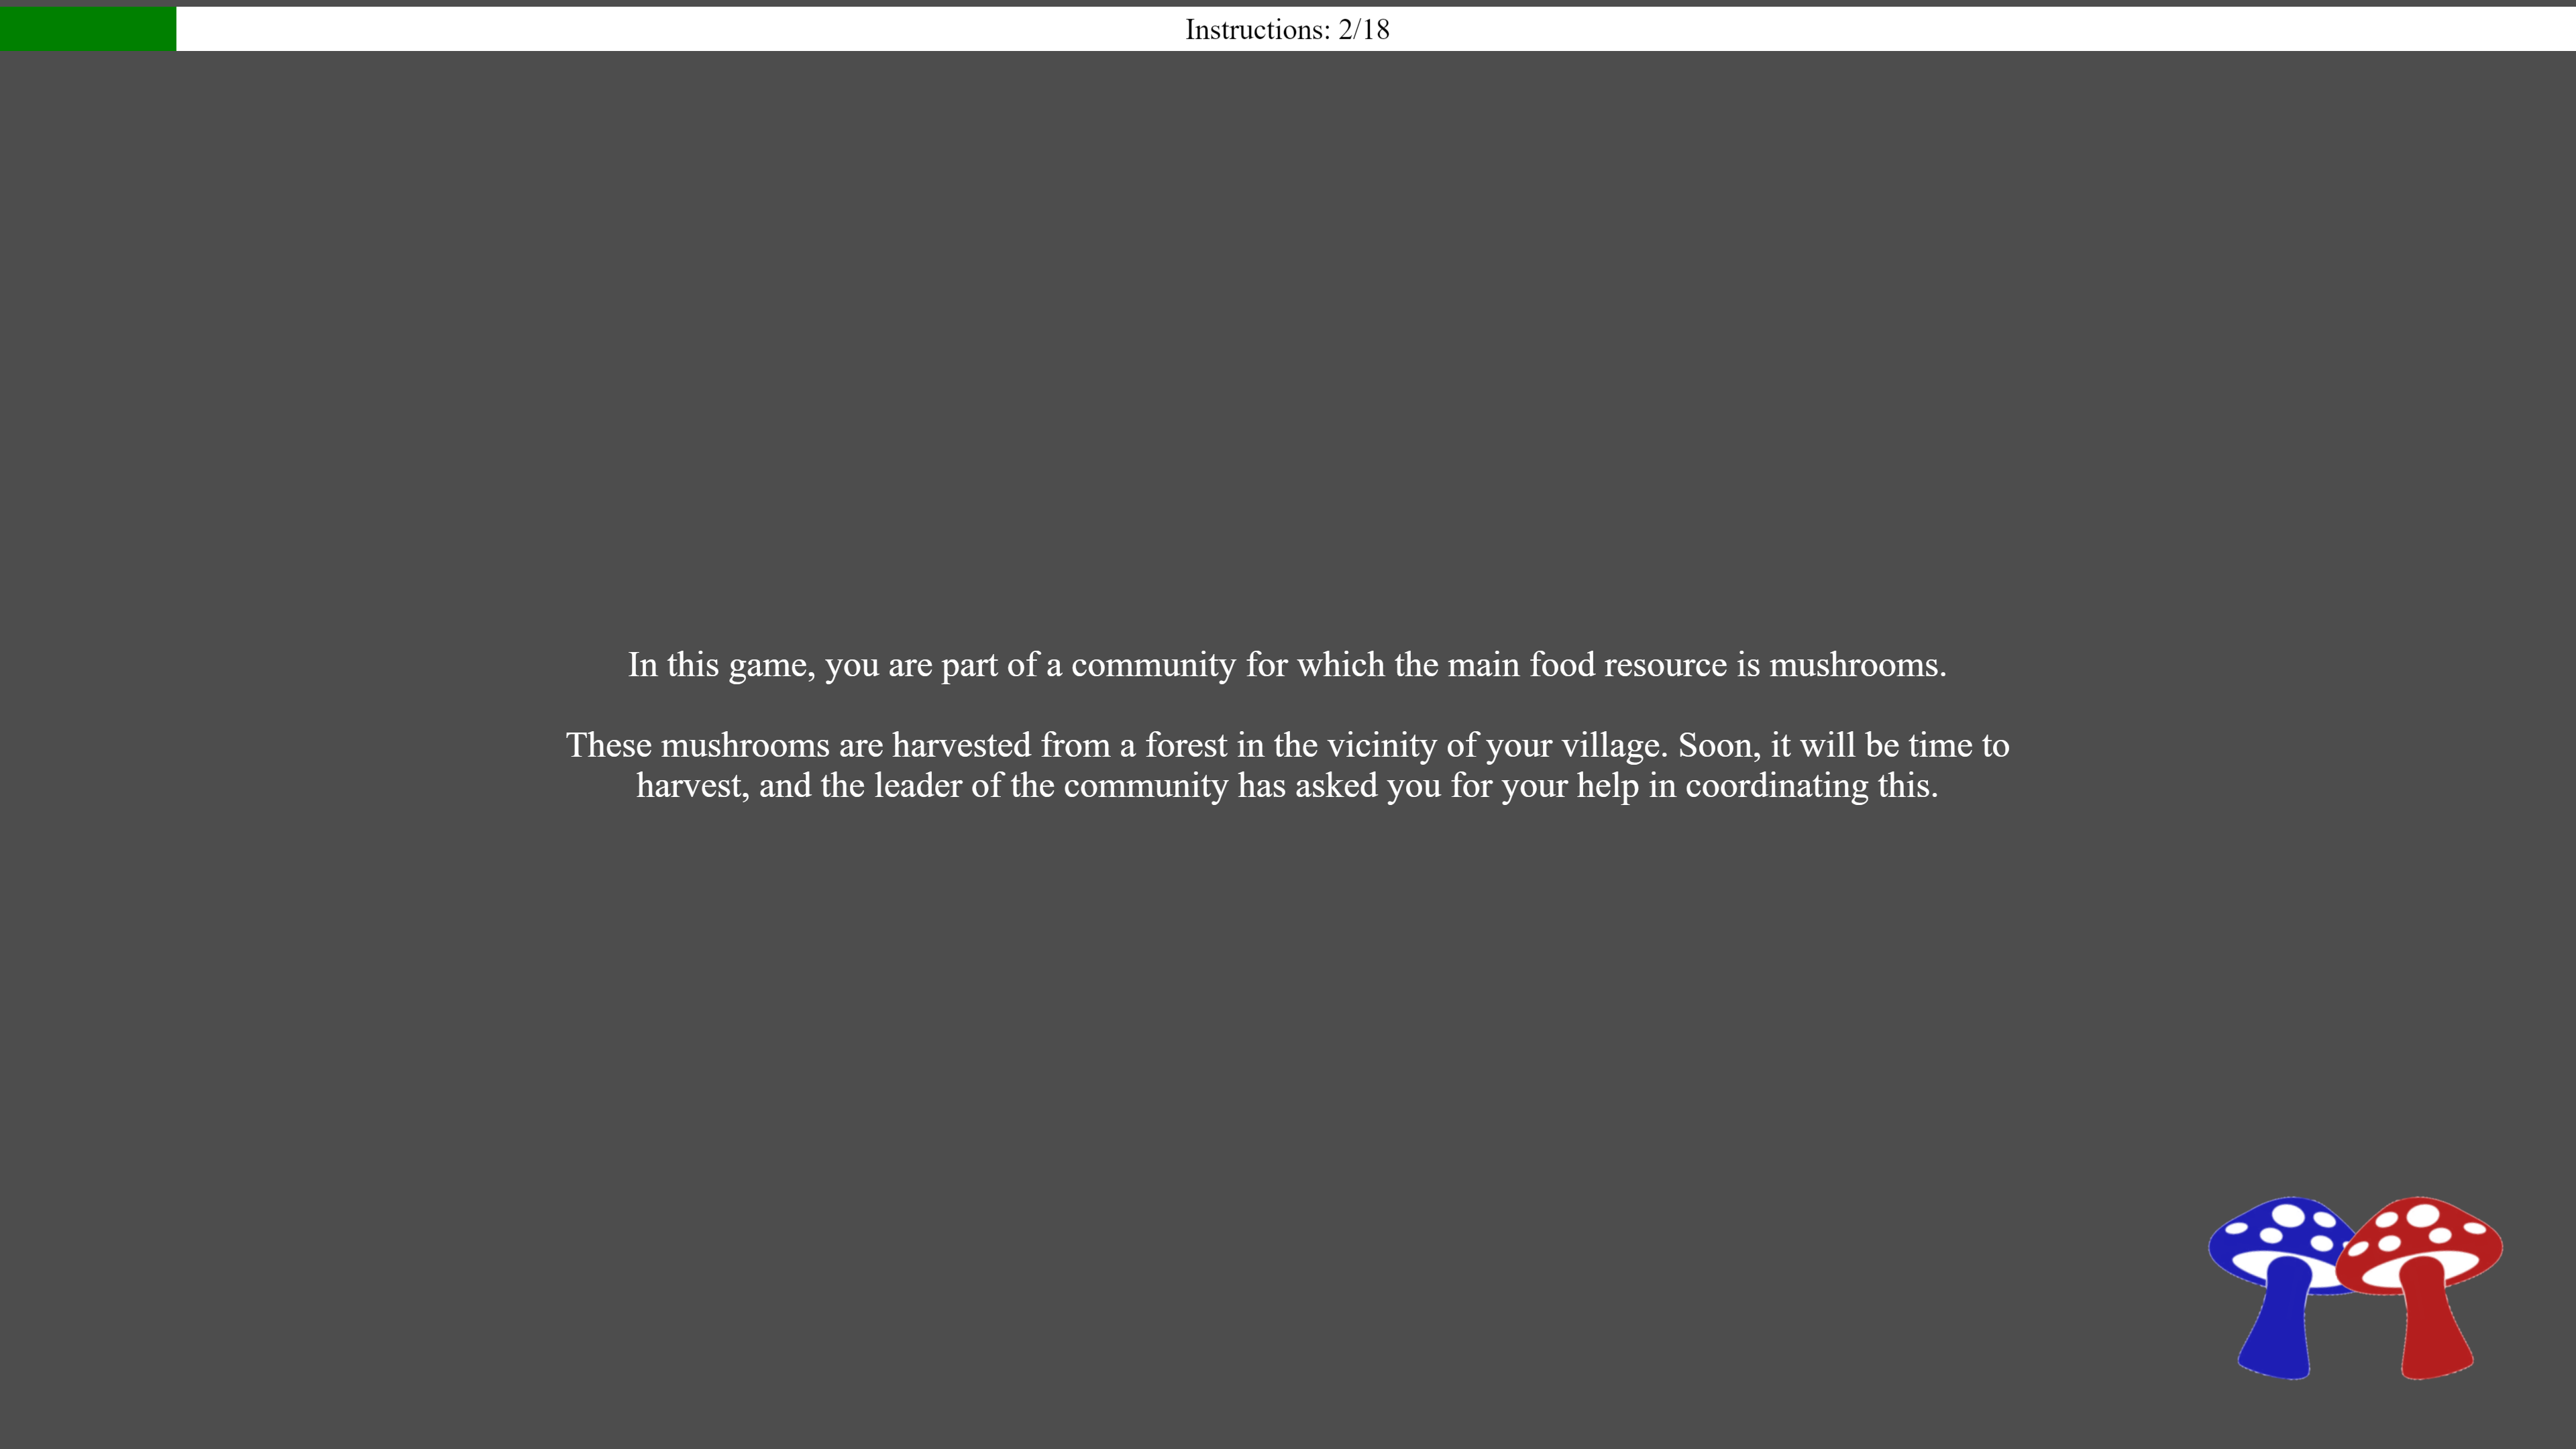 Instructions: 2/18
In this game, you are part of a community for which the main food resource is mushrooms.
These mushrooms are harvested from a forest in the vicinity of your village. Soon, it will be time to
harvest, and the leader of the community has asked you for your help in coordinating this.